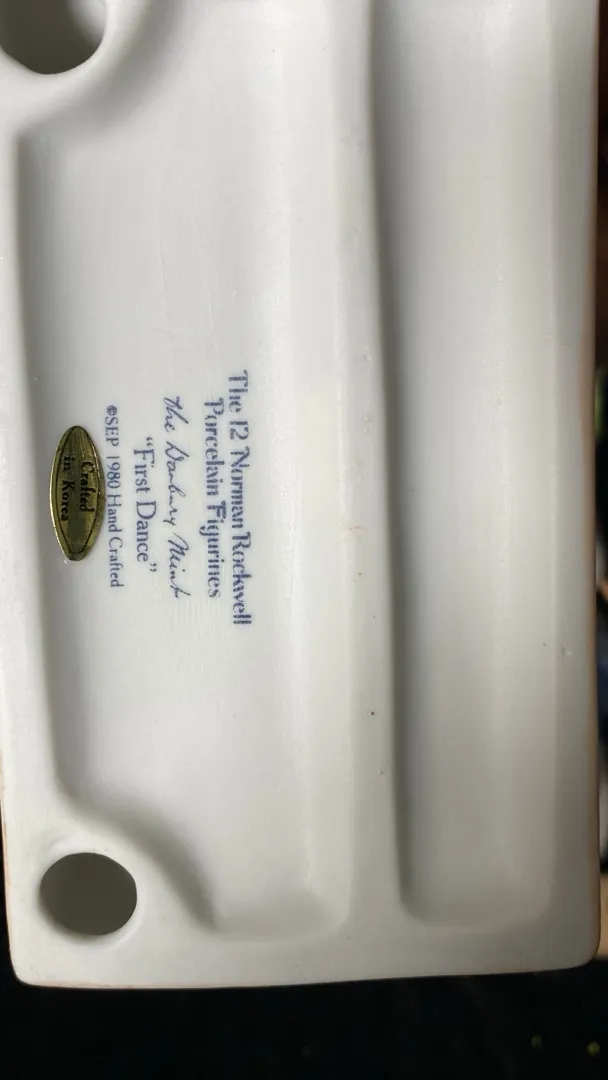 The 12 Norman Rockwell
Porcelain Figurines
The Danbury Mint
“First Dance”
©SEP 1980 Hand Crafted
Crafted
in Korea